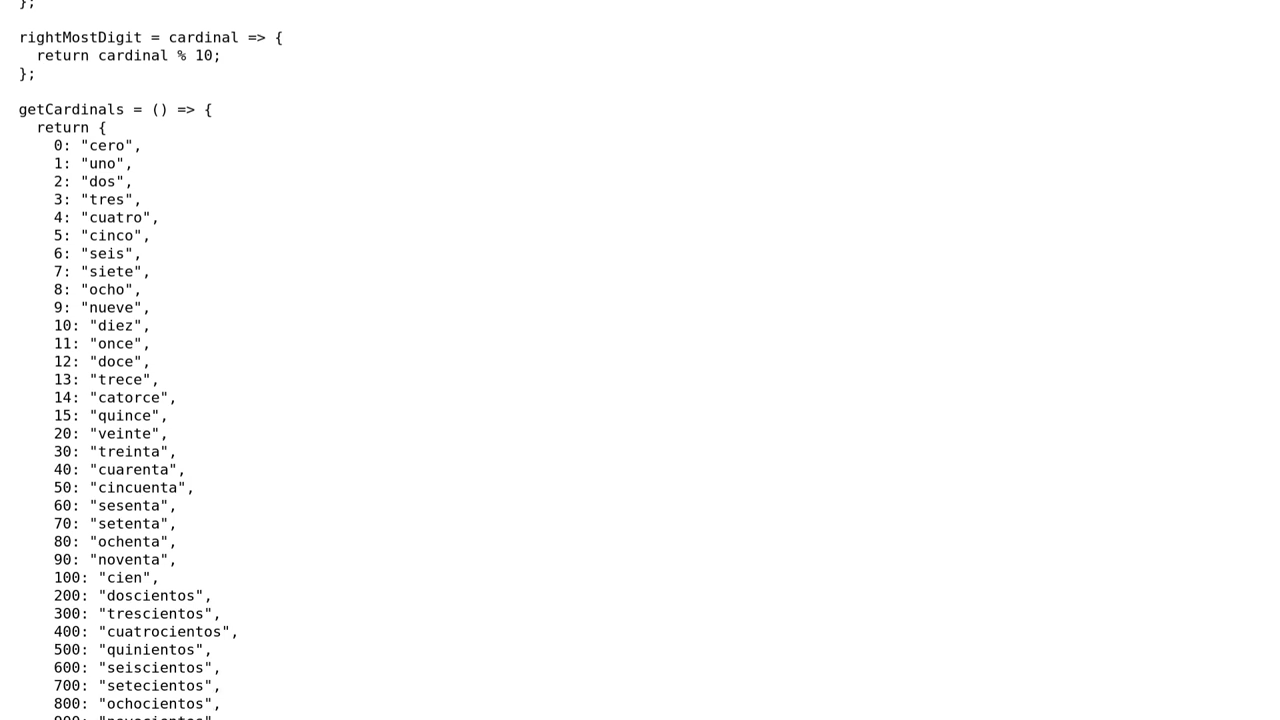 };
rightMostDigit = cardinal => {
  return cardinal % 10;
};
getCardinals = () => {
  return {
    0: "cero",
    1: "uno",
    2: "dos",
    3: "tres",
    4: "cuatro",
    5: "cinco",
    6: "seis",
    7: "siete",
    8: "ocho",
    9: "nueve",
    10: "diez",
    11: "once",
    12: "doce",
    13: "trece",
    14: "catorce",
    15: "quince",
    20: "veinte",
    30: "treinta",
    40: "cuarenta",
    50: "cincuenta",
    60: "sesenta",
    70: "setenta",
    80: "ochenta",
    90: "noventa",
    100: "cien",
    200: "doscientos",
    300: "trescientos",
    400: "cuatrocientos",
    500: "quinientos",
    600: "seiscientos",
    700: "setecientos",
    800: "ochocientos",